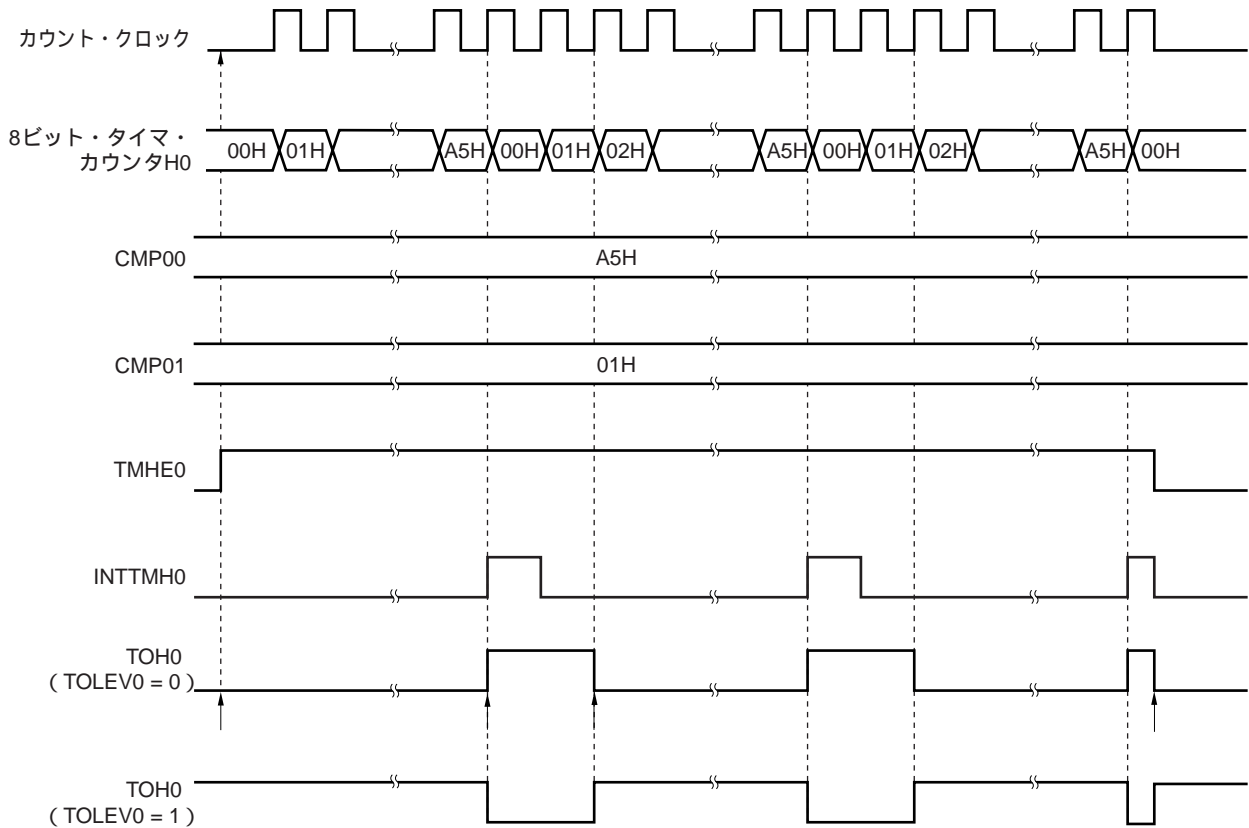 カウント・クロック
8ビット・タイマ・
カウンタH0
00H 01H A5H 00H 01H 02H A5H 00H 01H 02H A5H 00H
CMP00
A5H
CMP01
01H
TMHE0
INTTMH0
TOH0
(TOLEV0 = 0)
TOH0
(TOLEV0 = 1)